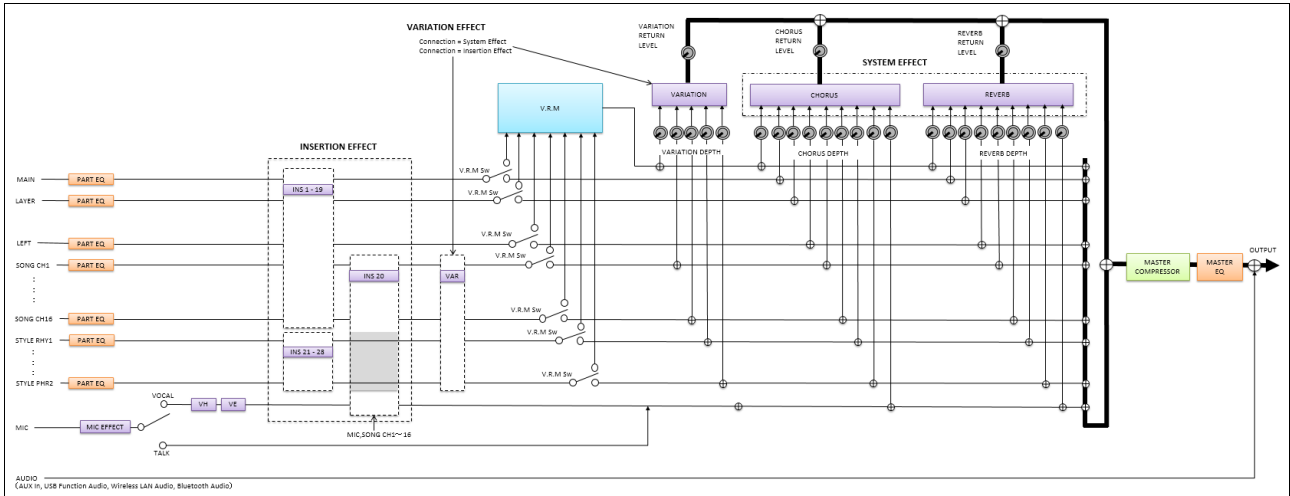 VARIATION EFFECT
Connection = System Effect
Connection = Insertion Effect
VARIATION
RETURN
LEVEL
CHORUS
RETURN
LEVEL
REVERB
RETURN
LEVEL
SYSTEM EFFECT
V.R.M
VARIATION
CHORUS
REVERB
VARIATION DEPTH
CHORUS DEPTH
REVERB DEPTH
INSERTION EFFECT
MAIN
PART EQ
INS 1 - 19
V.R.M Sw
LAYER
PART EQ
V.R.M Sw
LEFT
PART EQ
V.R.M Sw
SONG CH1
PART EQ
INS 20
VAR
V.R.M Sw
MASTER
COMPRESSOR
MASTER
EQ
OUTPUT
SONG CH16
PART EQ
V.R.M Sw
STYLE RHY1
PART EQ
INS 21 - 28
V.R.M Sw
STYLE PHR2
PART EQ
V.R.M Sw
VOCAL
VH
VE
MIC
MIC EFFECT
TALK
MIC,SONG CH1～16
AUDIO
(AUX In, USB Function Audio, Wireless LAN Audio, Bluetooth Audio)